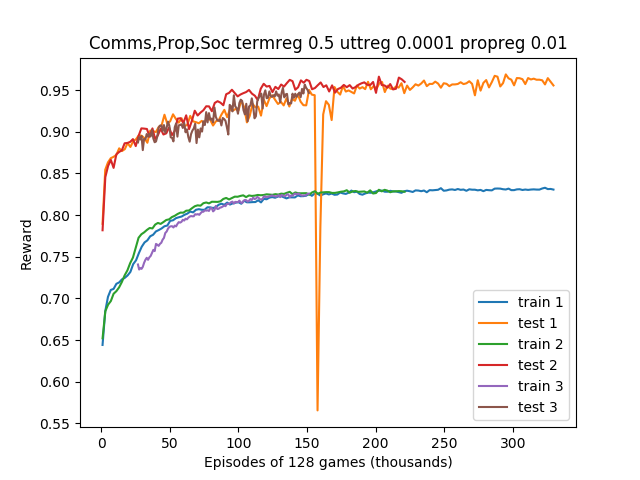 Comms,Prop,Soc termreg 0.5 uttreg 0.0001 propreg 0.01
Reward
0.95
0.90
0.85
0.80
0.75
0.70
0.65
0.60
0.55
0
50
100
150
200
250
300
Episodes of 128 games (thousands)
train 1
test 1
train 2
test 2
train 3
test 3